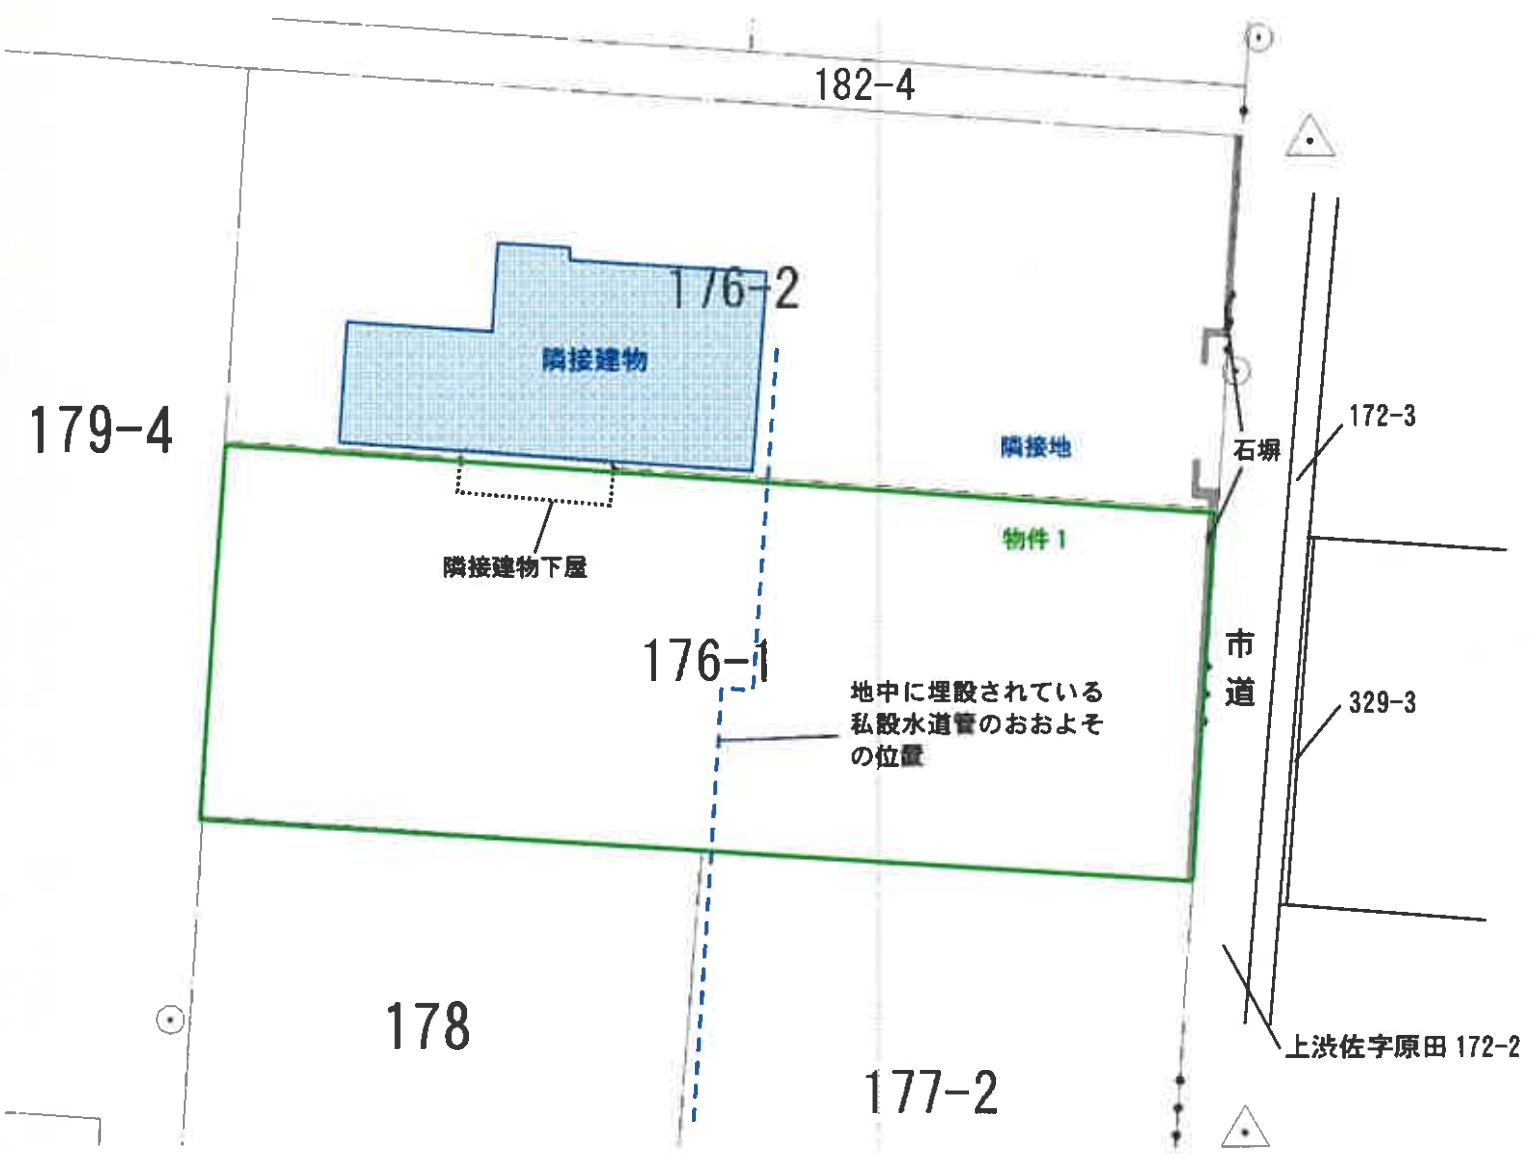 182-4
176-2
隣接建物
179-4
隣接地
石塀
172-3
物件1
隣接建物下屋
176-1
市道
地中に埋設されている
私設水道管のおおよそ
の位置
329-3
178
上渋佐字原田172-2
177-2